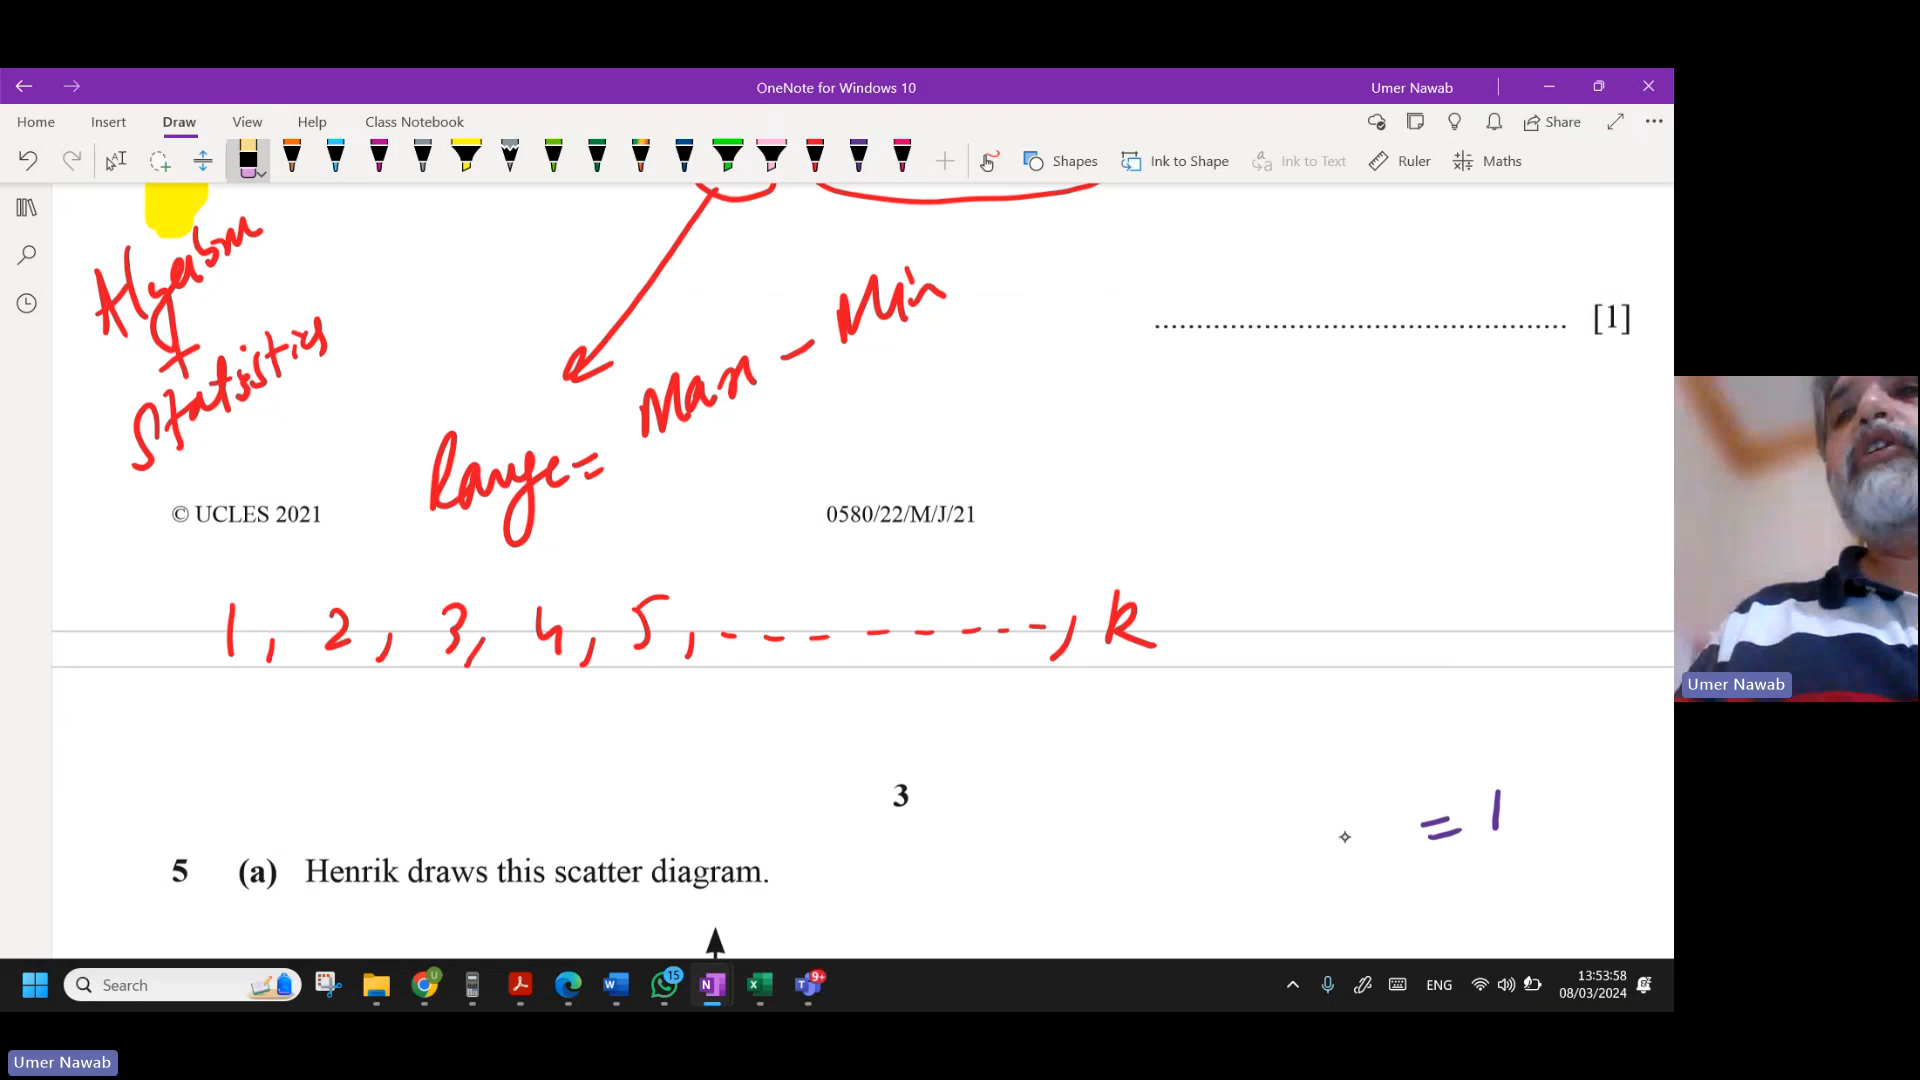 OneNote for Windows 10
Umer Nawab
Home Insert Draw View Help Class Notebook
Share
Shapes Ink to Shape Ink to Text Ruler Maths
Algebra
+
Statistics
Range = Max - Min
[1]
© UCLES 2021
0580/22/M/J/21
1, 2, 3, 4, 5, - - - - - - - -, k
3
= 1
5 (a) Henrik draws this scatter diagram.
Umer Nawab
Search
15
9+
ENG
13:53:58
08/03/2024
Umer Nawab